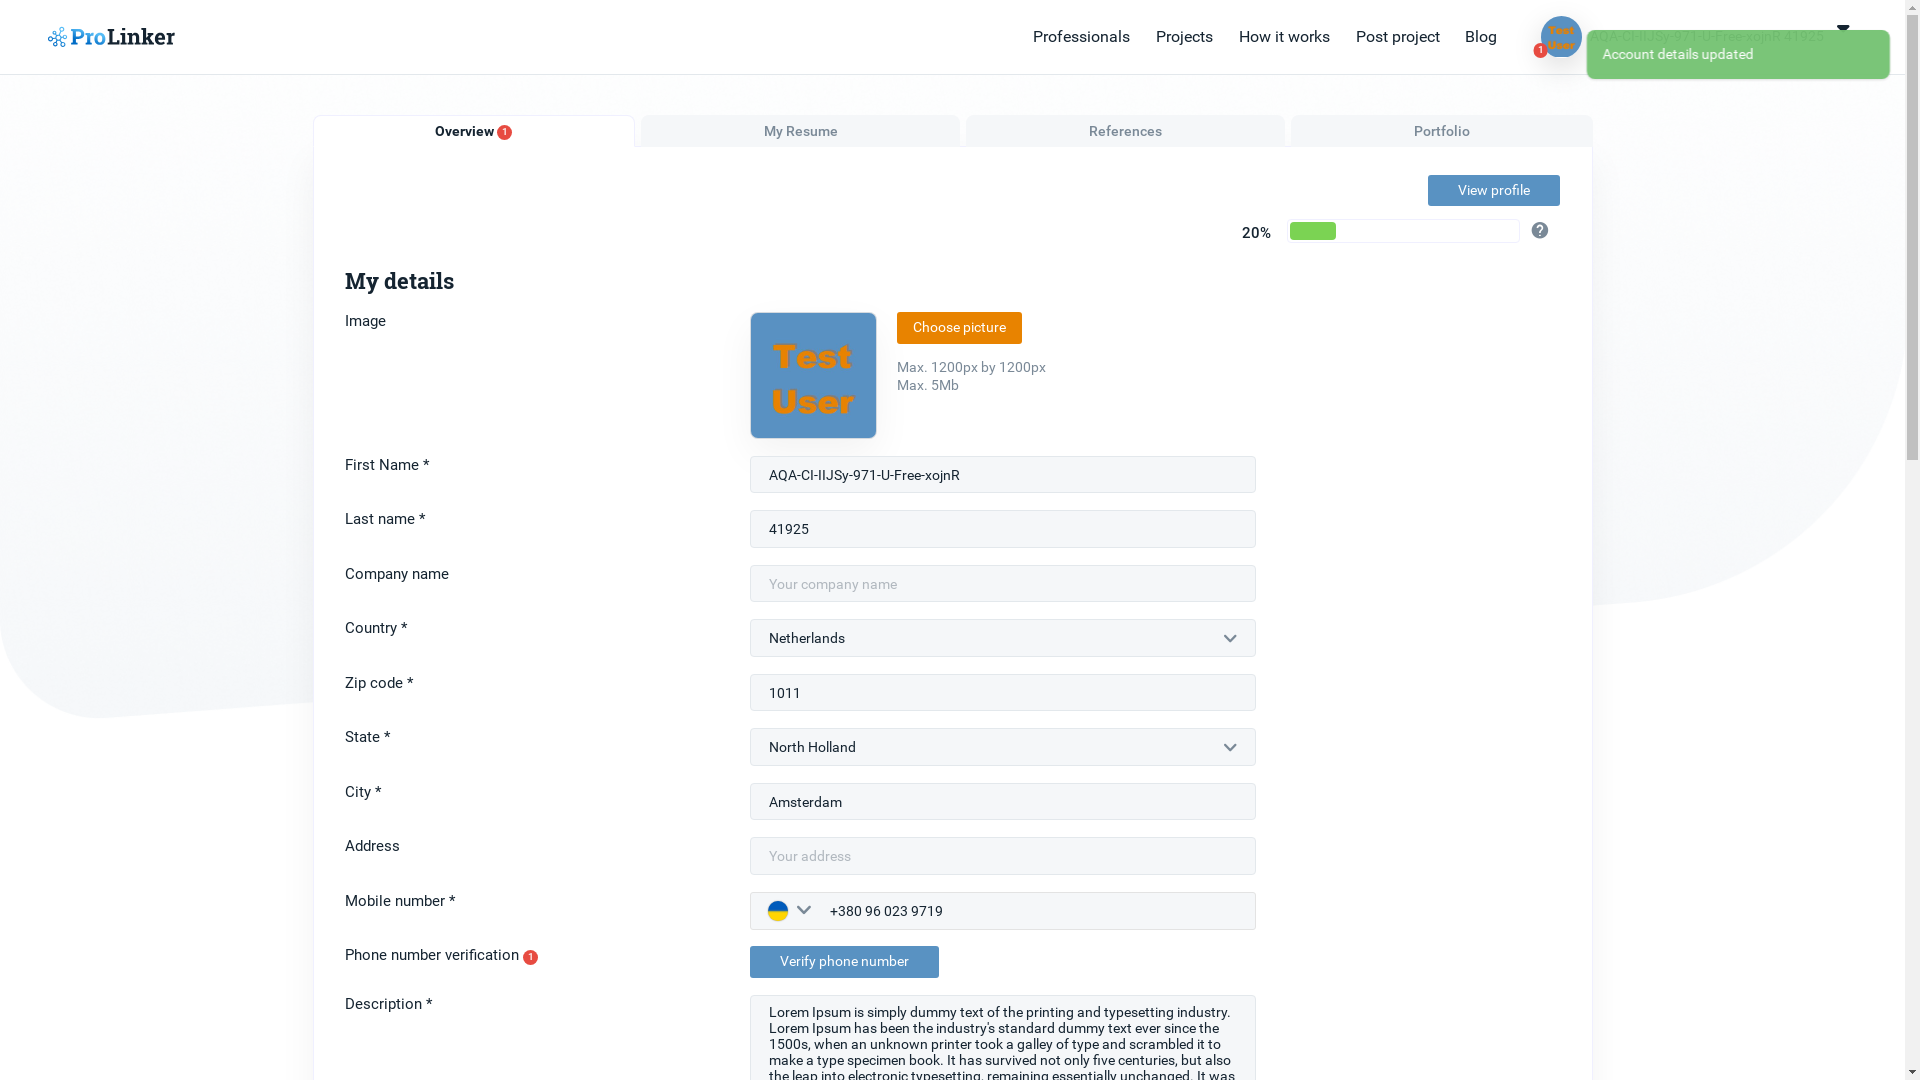 ProLinker
Professionals
Projects
How it works
Post project
Blog
Test
User
1
AQA-CI-IIJSy-971-U-Free-xojnR 41925
Account details updated
Overview 1
My Resume
References
Portfolio
View profile
20%
?
My details
Image
Test
User
Choose picture
Max. 1200px by 1200px
Max. 5Mb
First Name *
AQA-CI-IIJSy-971-U-Free-xojnR
Last name *
41925
Company name
Your company name
Country *
Netherlands
Zip code *
1011
State *
North Holland
City *
Amsterdam
Address
Your address
Mobile number *
+380 96 023 9719
Phone number verification 1
Verify phone number
Description *
Lorem Ipsum is simply dummy text of the printing and typesetting industry.
Lorem Ipsum has been the industry's standard dummy text ever since the
1500s, when an unknown printer took a galley of type and scrambled it to
make a type specimen book. It has survived not only five centuries, but also
the leap into electronic typesetting, remaining essentially unchanged. It was